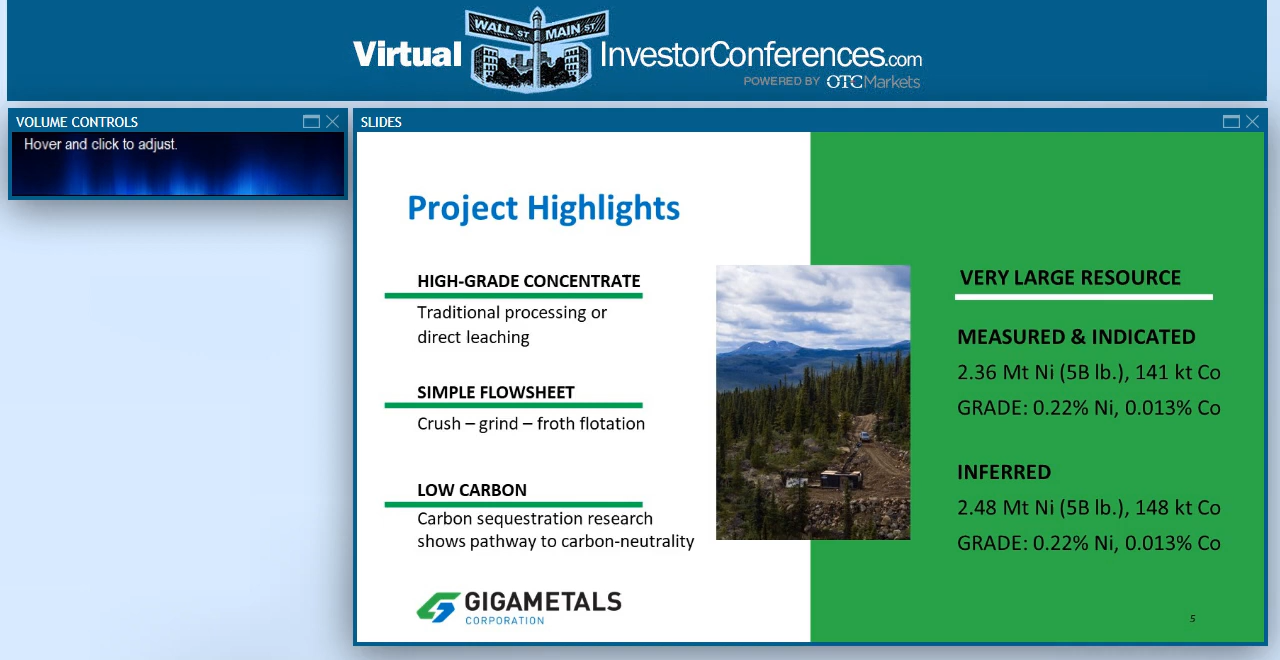 WALL ST MAIN ST
Virtual InvestorConferences.com
POWERED BY OTCMarkets
VOLUME CONTROLS
Hover and click to adjust.
SLIDES
Project Highlights
HIGH-GRADE CONCENTRATE
Traditional processing or
direct leaching
SIMPLE FLOWSHEET
Crush – grind – froth flotation
LOW CARBON
Carbon sequestration research
shows pathway to carbon-neutrality
GIGAMETALS
CORPORATION
VERY LARGE RESOURCE
MEASURED & INDICATED
2.36 Mt Ni (5B lb.), 141 kt Co
GRADE: 0.22% Ni, 0.013% Co
INFERRED
2.48 Mt Ni (5B lb.), 148 kt Co
GRADE: 0.22% Ni, 0.013% Co
5